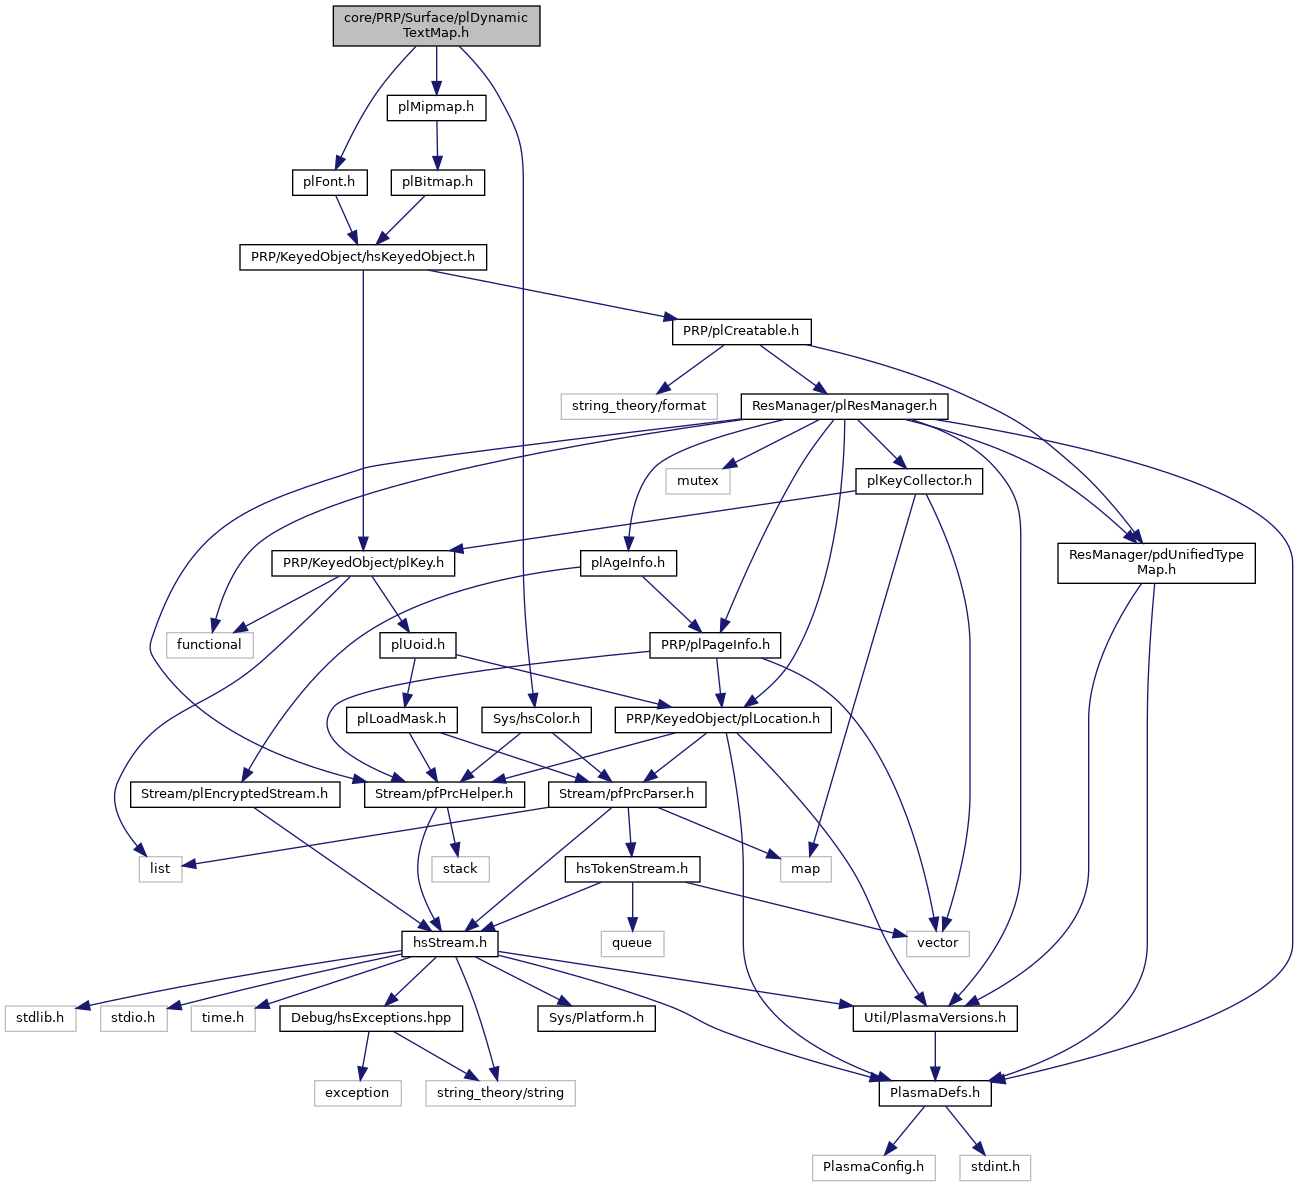 core/PRP/Surface/plDynamic
TextMap.h
plMipmap.h
plFont.h
plBitmap.h
PRP/KeyedObject/hsKeyedObject.h
PRP/plCreatable.h
string_theory/format
ResManager/plResManager.h
mutex
plKeyCollector.h
PRP/KeyedObject/plKey.h
plAgeInfo.h
ResManager/pdUnifiedType
Map.h
functional
plUoid.h
PRP/plPageInfo.h
plLoadMask.h
Sys/hsColor.h
PRP/KeyedObject/plLocation.h
Stream/plEncryptedStream.h
Stream/pfPrcHelper.h
Stream/pfPrcParser.h
list
stack
hsTokenStream.h
map
hsStream.h
queue
vector
stdlib.h
stdio.h
time.h
Debug/hsExceptions.hpp
Sys/Platform.h
Util/PlasmaVersions.h
exception
string_theory/string
PlasmaDefs.h
PlasmaConfig.h
stdint.h